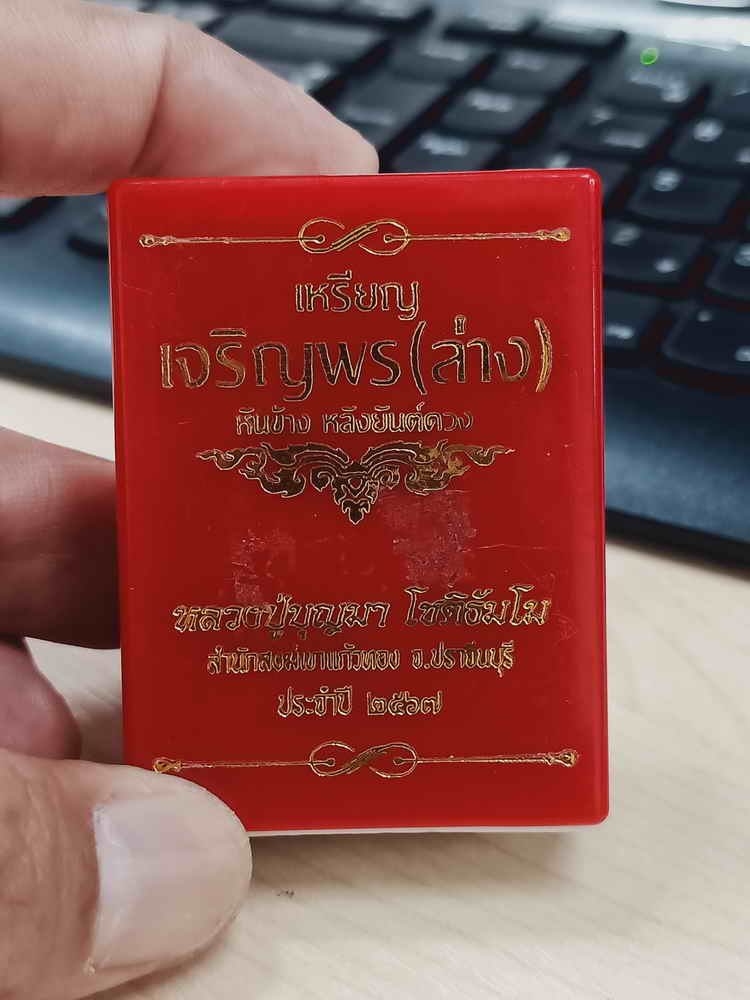 เหรียญ
เจริญพร(ล่าง)
หันข้าง หลังยันต์ดวง
หลวงปู่บุญมา โชติธัมโม
สำนักสงฆ์เขาแก้วทอง จ.ปราจีนบุรี
ประจำปี ๒๕๖๗